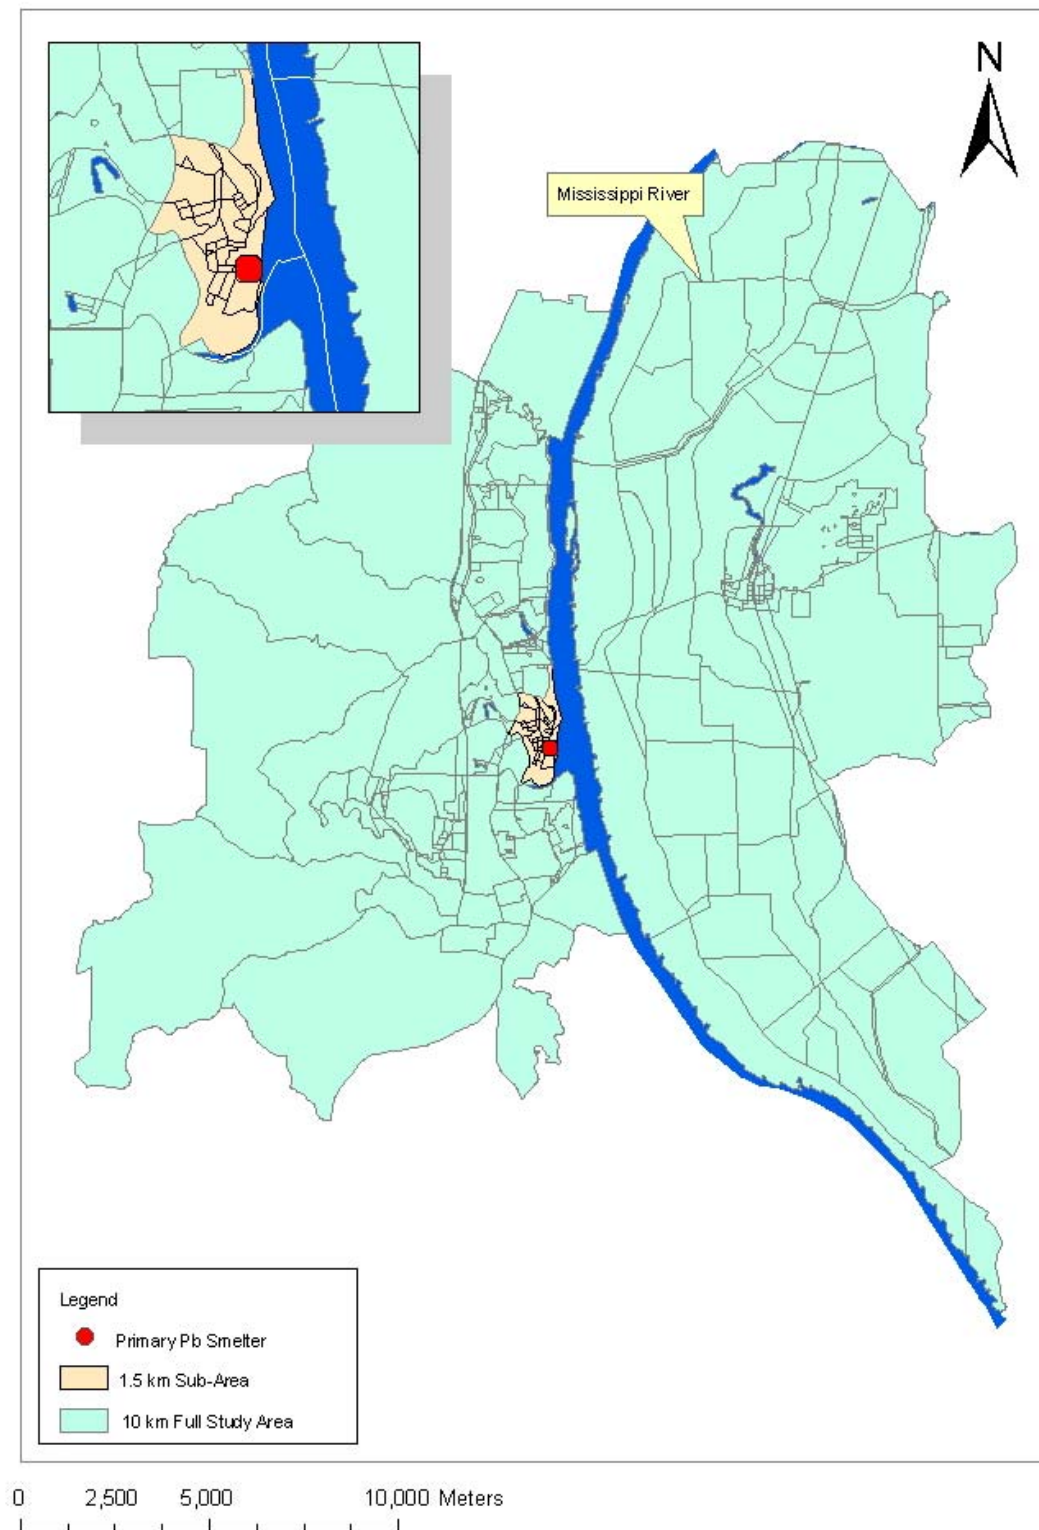 N
Mississippi River
Legend
Primary Pb Smelter
1.5 km Sub-Area
10 km Full Study Area
0 2,500 5,000 10,000 Meters